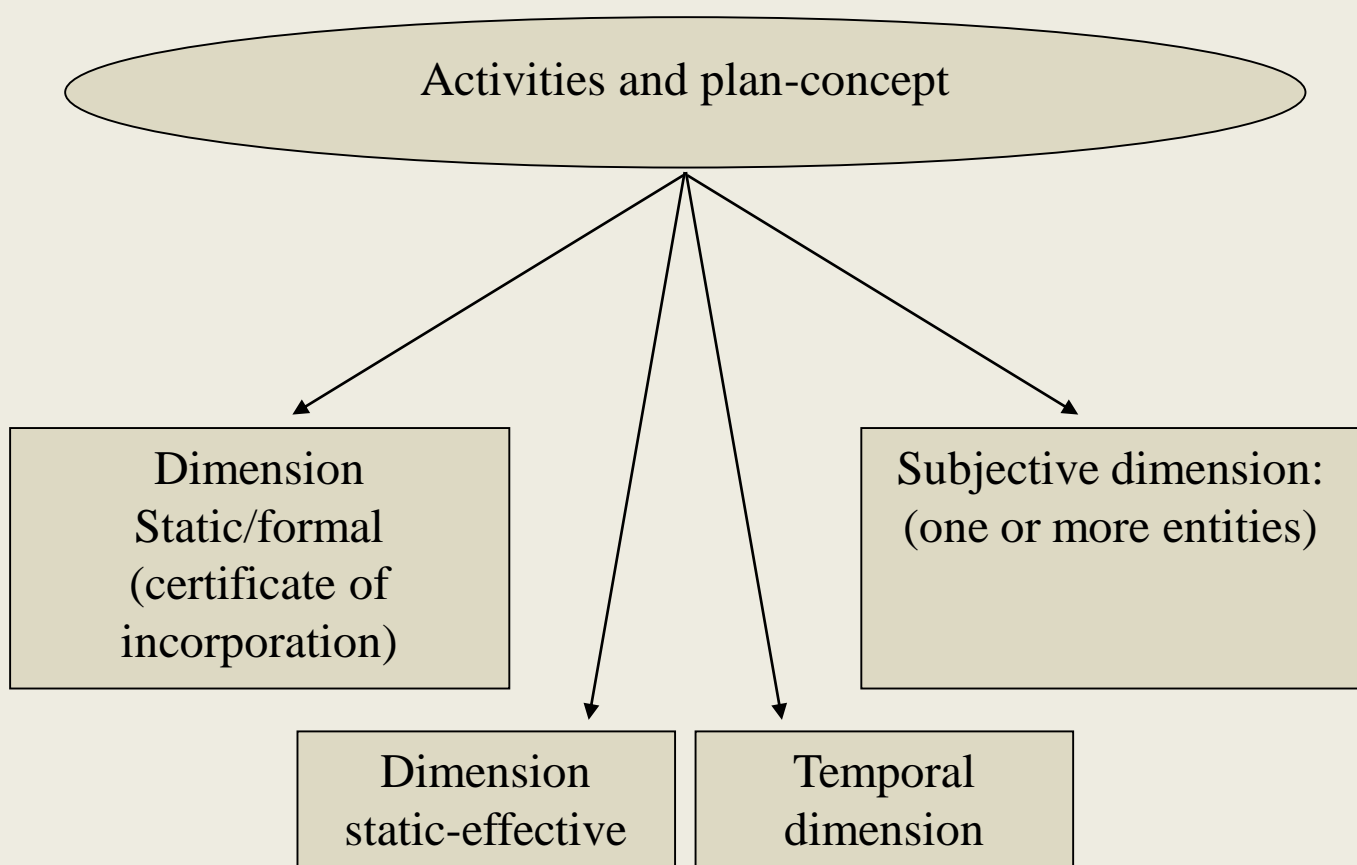 Activities and plan-concept
Dimension
Static/formal
(certificate of
incorporation)
Subjective dimension:
(one or more entities)
Dimension
static-effective
Temporal
dimension